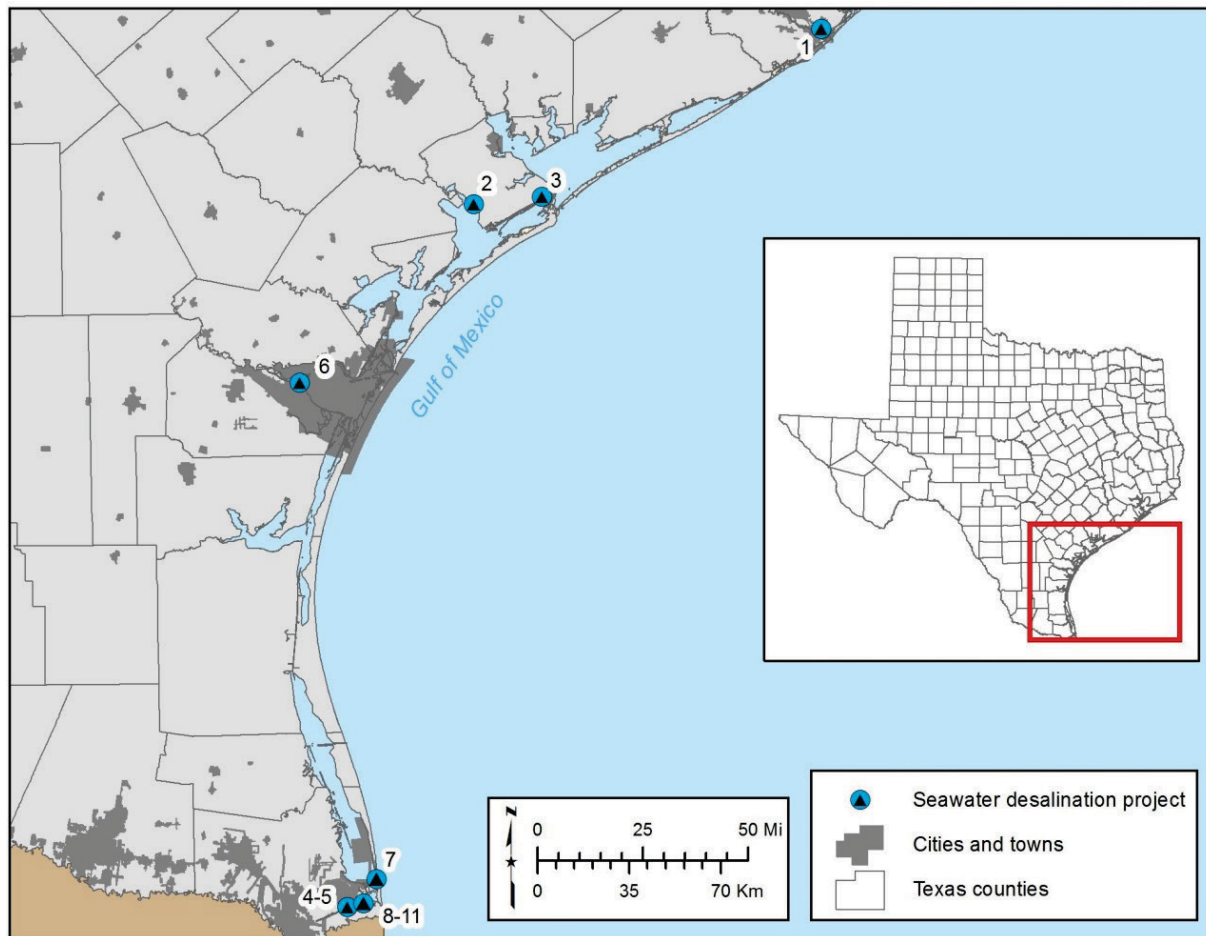 1
2
3
6
Gulf of Mexico
7
4-5
8-11
N
0 25 50 Mi
0 35 70 Km
Seawater desalination project
Cities and towns
Texas counties